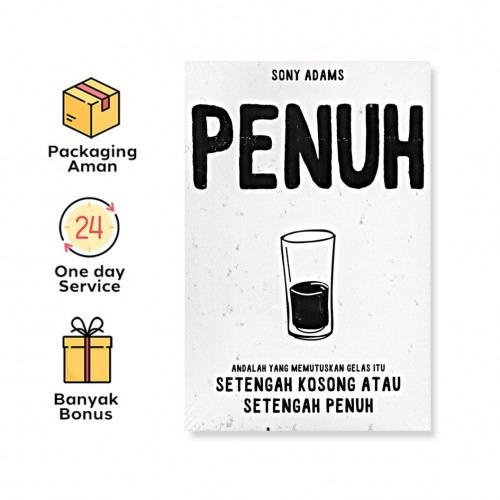 Packaging
Aman
24
One day
Service
Banyak
Bonus
SONY ADAMS
PENUH
ANDALAH YANG MEMUTUSKAN GELAS ITU
SETENGAH KOSONG ATAU
SETENGAH PENUH